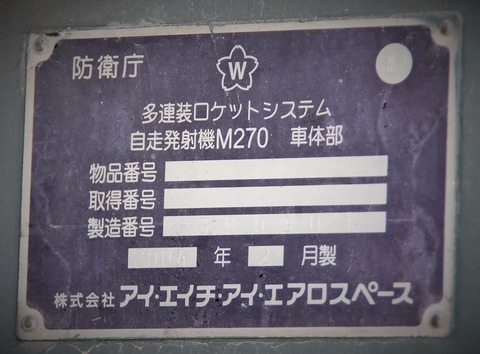 防衛庁
W
多連装ロケットシステム
自走発射機M270 車体部
物品番号
取得番号
製造番号
年 月製
株式会社 アイ・エイチ・アイ・エアロスペース